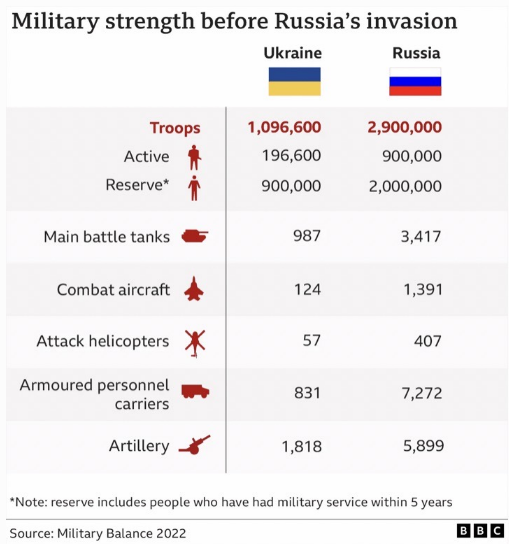 Military strength before Russia's invasion
Ukraine Russia
Troops 1,096,600 2,900,000
Active 196,600 900,000
Reserve* 900,000 2,000,000
Main battle tanks 987 3,417
Combat aircraft 124 1,391
Attack helicopters 57 407
Armoured personnel
carriers 831 7,272
Artillery 1,818 5,899
*Note: reserve includes people who have had military service within 5 years
Source: Military Balance 2022 BBC